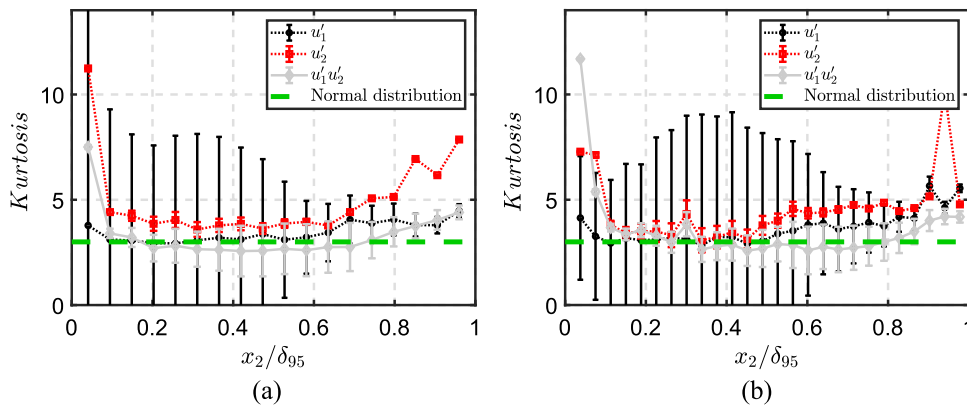 10
5
0
Kurtosis
0
0.2
0.4
0.6
0.8
1
x₂/δ₉₅
u′₁
u′₂
u′₁u′₂
Normal distribution
(a)
10
5
0
Kurtosis
0
0.2
0.4
0.6
0.8
1
x₂/δ₉₅
u′₁
u′₂
u′₁u′₂
Normal distribution
(b)